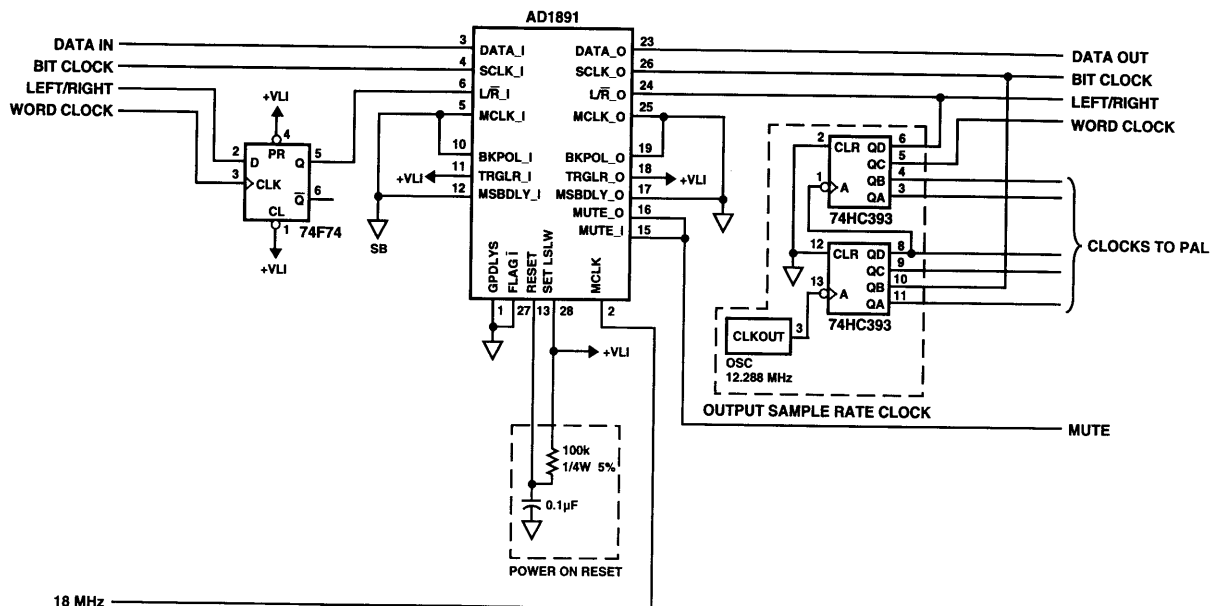 AD1891
DATA IN
BIT CLOCK
LEFT/RIGHT
WORD CLOCK
+VLI
4
PR
2 D Q 5
3 CLK
Q̅ 6
CL
1
74F74
+VLI
3 DATA_I
4 SCLK_I
6 L/R̅_I
5 MCLK_I
10 BKPOL_I
+VLI 11 TRGLR_I
12 MSBDLY_I
SB
DATA_O 23
SCLK_O 26
L/R̅_O 24
MCLK_O 25
BKPOL_O 19
TRGLR_O 18 +VLI
MSBDLY_O 17
MUTE_O 16
MUTE_I 15
GPDLYS
FLAG I̅
RESET
SET LSLW
MCLK
1 27 13 28 2
+VLI
100k
1/4W 5%
0.1µF
POWER ON RESET
18 MHz
DATA OUT
BIT CLOCK
LEFT/RIGHT
WORD CLOCK
2 CLR QD 6
QC 5
1 A QB 4
QA 3
74HC393
12 CLR QD 8
QC 9
13 A QB 10
QA 11
74HC393
CLOCKS TO PAL
CLKOUT 3
OSC
12.288 MHz
OUTPUT SAMPLE RATE CLOCK
MUTE